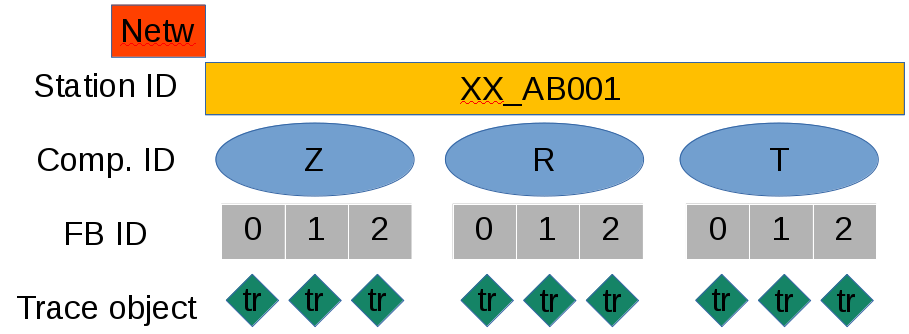 Netw
Station ID XX_AB001
Comp. ID Z R T
FB ID 0 1 2 0 1 2 0 1 2
Trace object tr tr tr tr tr tr tr tr tr